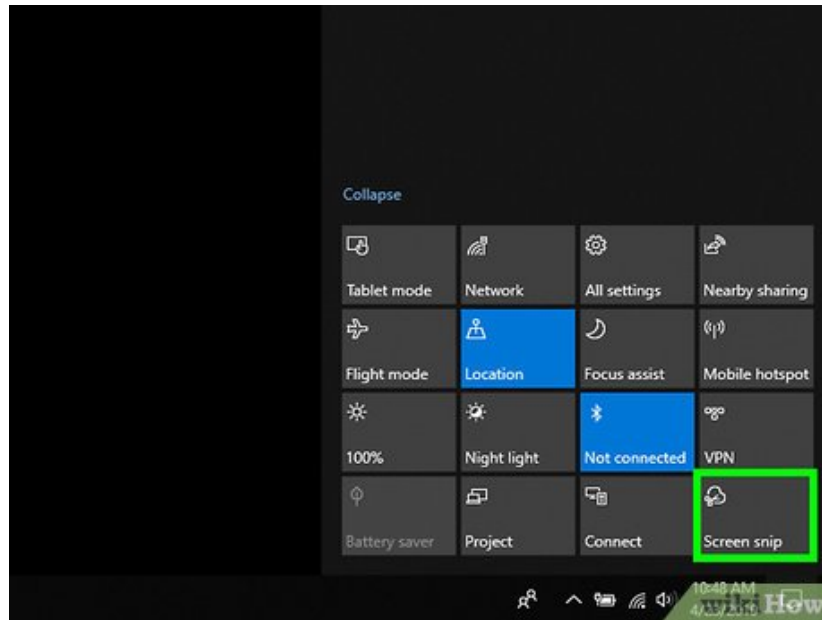 Collapse
Tablet mode Network All settings Nearby sharing
Flight mode Location Focus assist Mobile hotspot
100% Night light Not connected VPN
Battery saver Project Connect Screen snip
10:48 AM
wikiHow